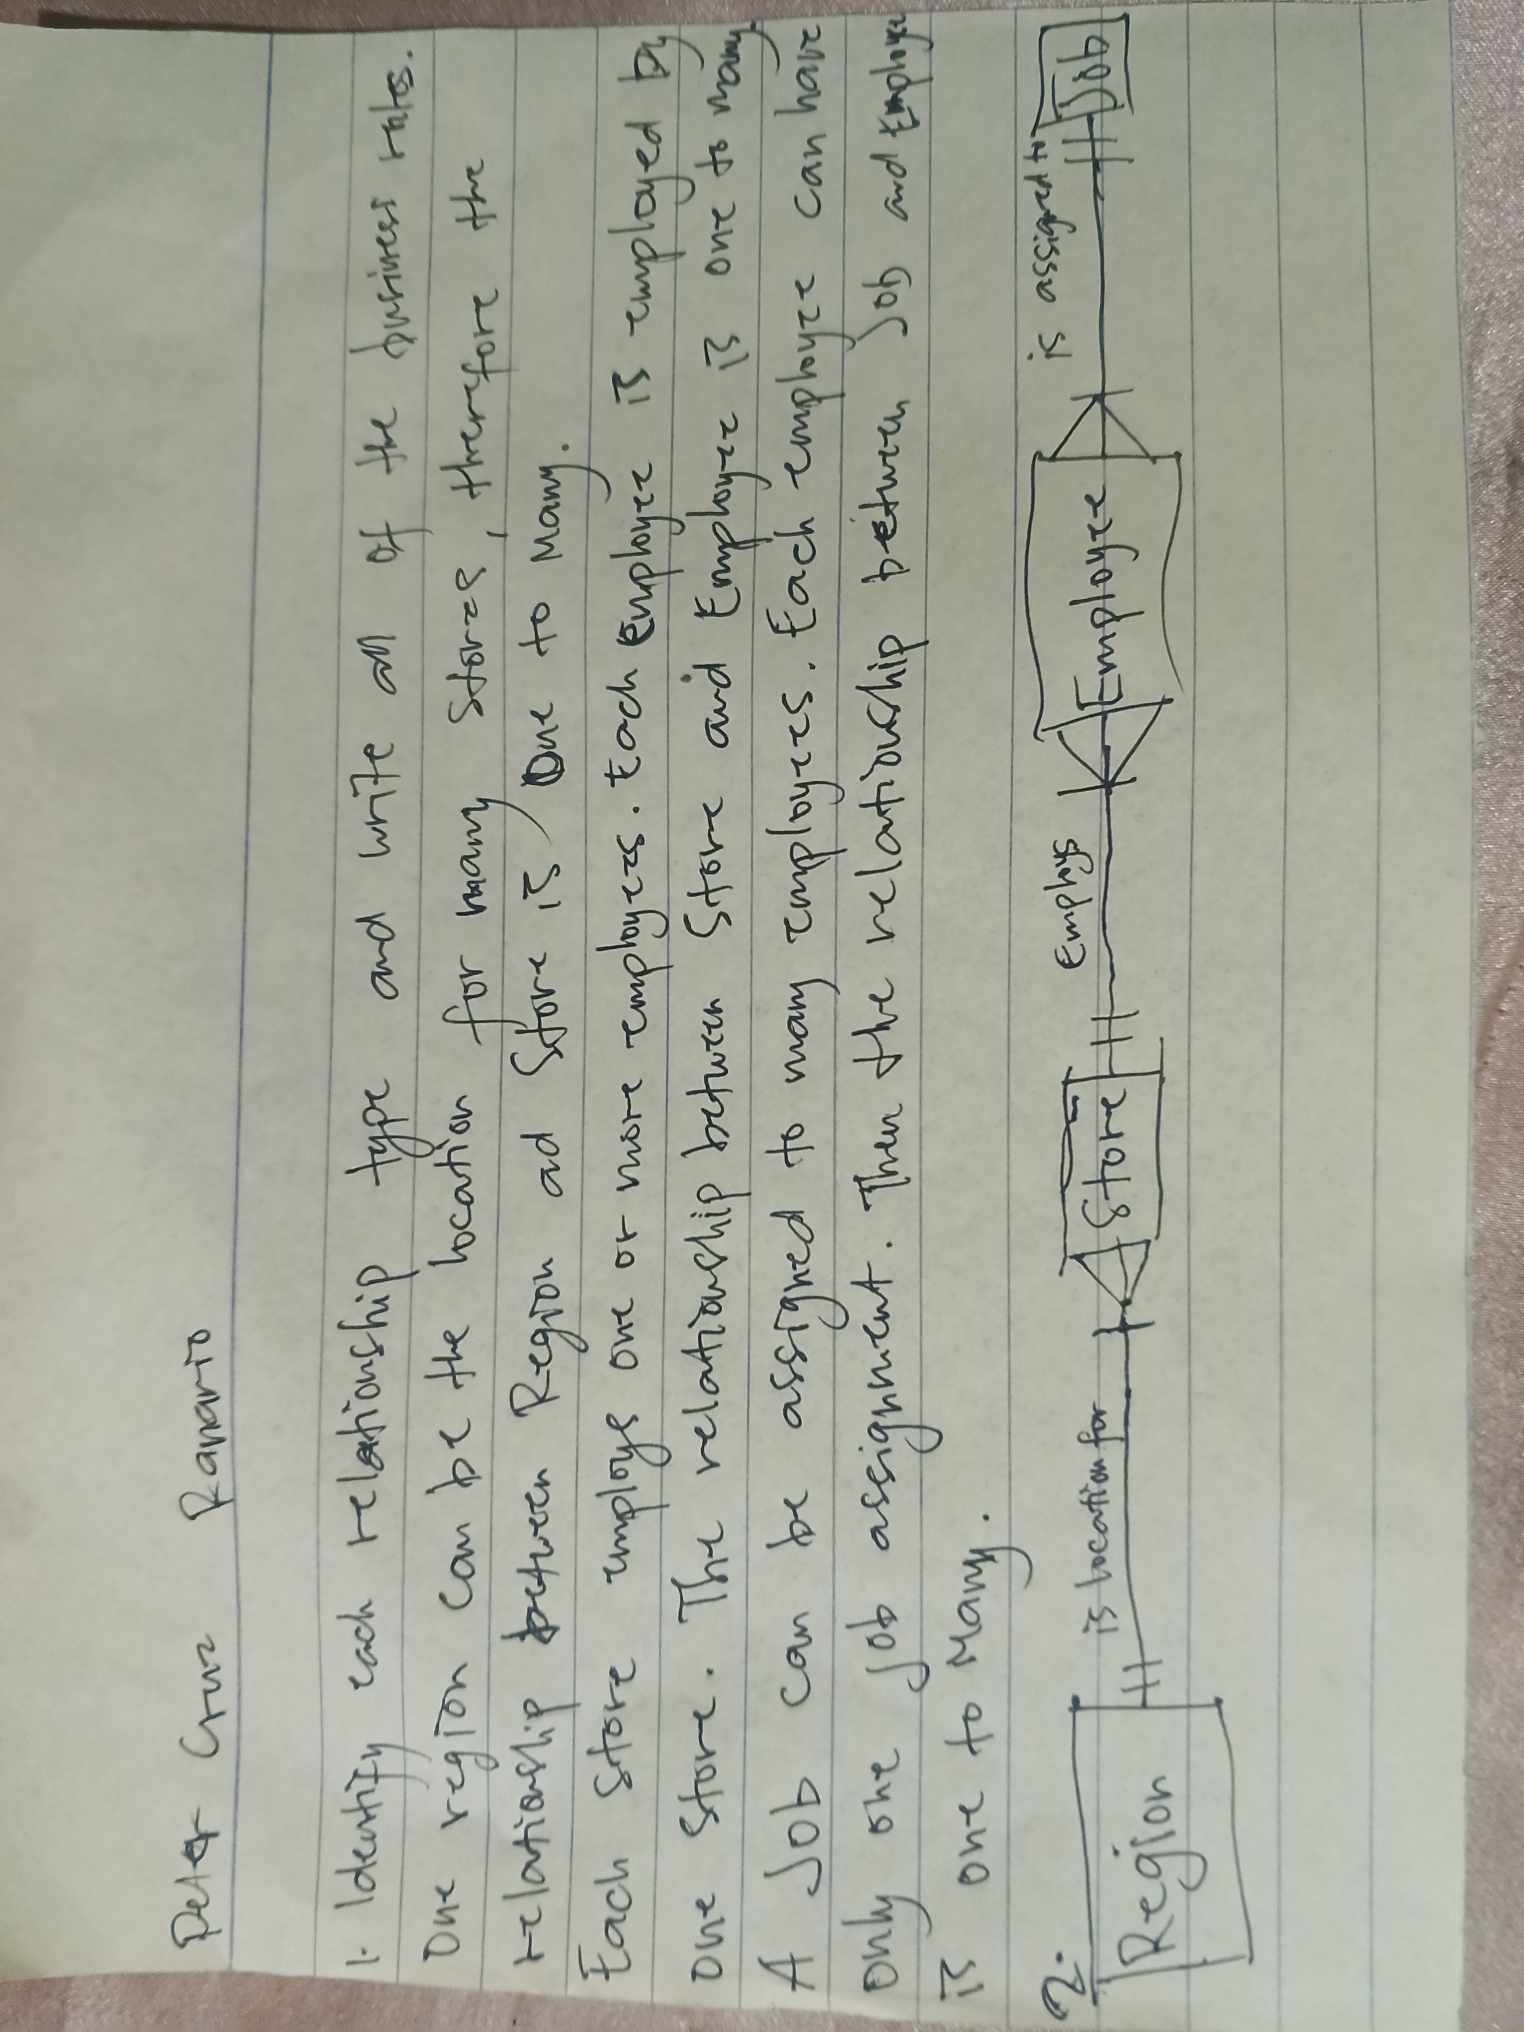 Peter Cruz Ranario
1. Identify each relationship type and write all of the business rules.
One region can be the location for many stores, therefore the
relationship between Region ad Store is One to Many.
Each Store employs one or more employees. Each Employee is employed by
one store. The relationship between Store and Employee is one to many
A Job can be assigned to many employees. Each employee can have
only one Job assignment. Then the relationship between Job and Employee
is one to Many.
2.
Region is location for Store Employs Employee is assigned to Job